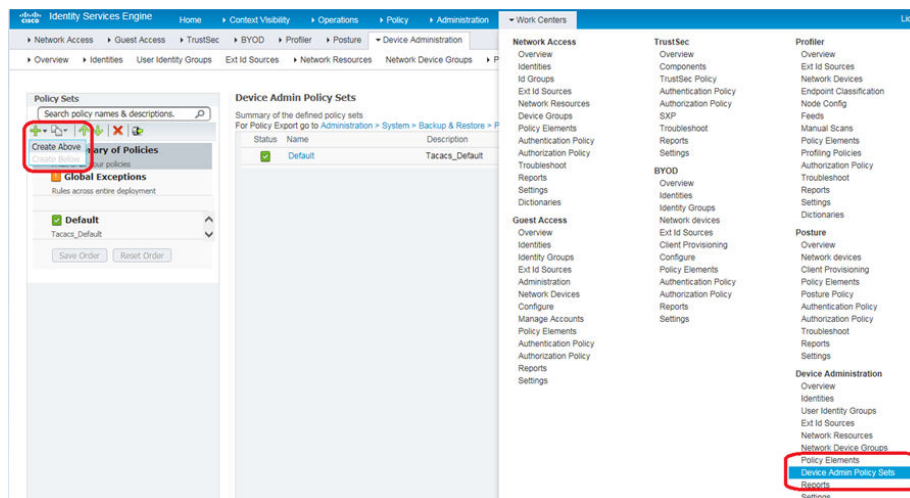 cisco Identity Services Engine Home Context Visibility Operations Policy Administration Work Centers
Network Access Guest Access TrustSec BYOD Profiler Posture Device Administration
Overview Identities User Identity Groups Ext Id Sources Network Resources Network Device Groups
Policy Sets
Search policy names & descriptions.
Create Above
Create Below
mary of Policies
our policies
Global Exceptions
Rules across entire deployment
Default
Tacacs_Default
Save Order Reset Order
Device Admin Policy Sets
Summary of the defined policy sets
For Policy Export go to Administration > System > Backup & Restore >
Status Name Description
Default Tacacs_Default
Network Access
Overview
Identities
Id Groups
Ext Id Sources
Network Resources
Device Groups
Policy Elements
Authentication Policy
Authorization Policy
Troubleshoot
Reports
Settings
Dictionaries
Guest Access
Overview
Identities
Identity Groups
Ext Id Sources
Administration
Network Devices
Configure
Manage Accounts
Policy Elements
Authentication Policy
Authorization Policy
Reports
Settings
TrustSec
Overview
Components
TrustSec Policy
Authentication Policy
Authorization Policy
SXP
Troubleshoot
Reports
Settings
BYOD
Overview
Identities
Identity Groups
Network devices
Ext Id Sources
Client Provisioning
Configure
Policy Elements
Authentication Policy
Authorization Policy
Reports
Settings
Profiler
Overview
Ext Id Sources
Network Devices
Endpoint Classification
Node Config
Feeds
Manual Scans
Policy Elements
Profiling Policies
Authorization Policy
Troubleshoot
Reports
Settings
Dictionaries
Posture
Overview
Network devices
Client Provisioning
Policy Elements
Posture Policy
Authentication Policy
Authorization Policy
Troubleshoot
Reports
Settings
Device Administration
Overview
Identities
User Identity Groups
Ext Id Sources
Network Resources
Network Device Groups
Policy Elements
Device Admin Policy Sets
Reports
Settings